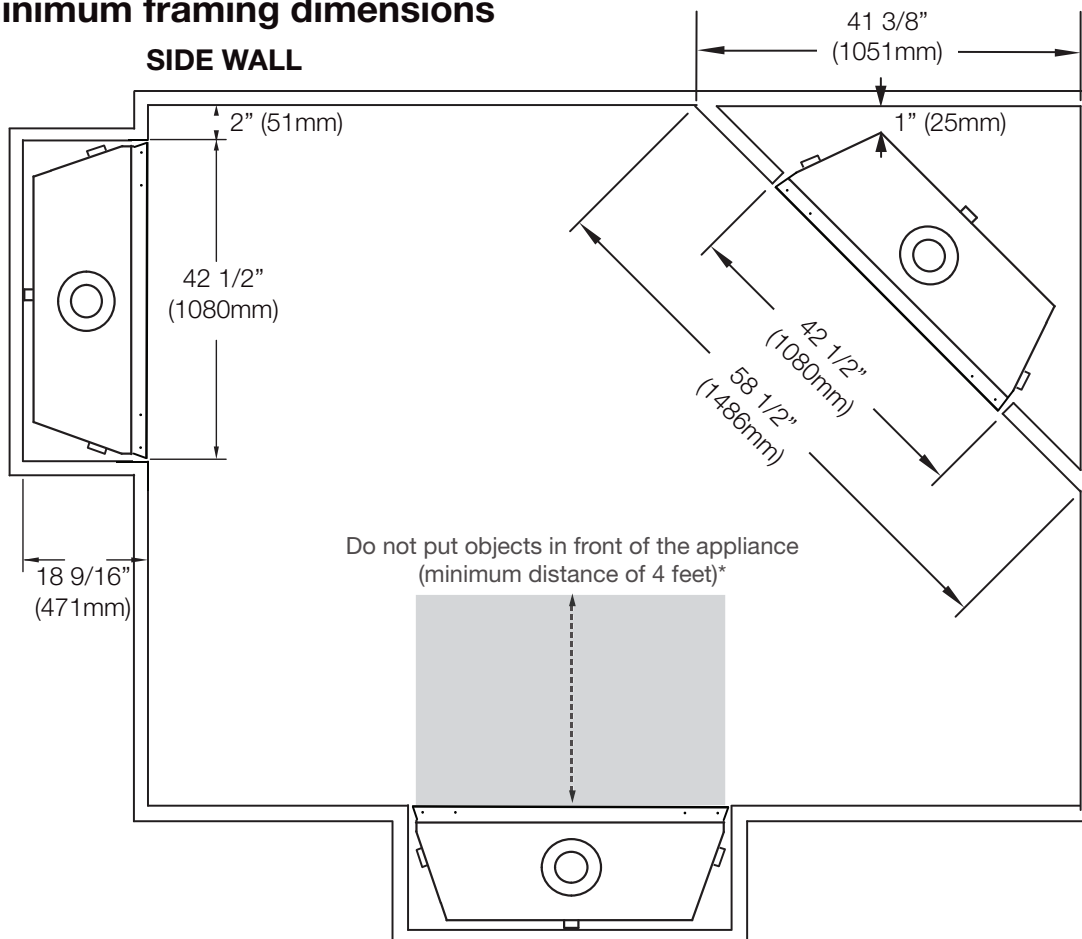 inimum framing dimensions
SIDE WALL
41 3/8”
(1051mm)
2” (51mm)
1” (25mm)
42 1/2”
(1080mm)
42 1/2”
(1080mm)
58 1/2”
(1486mm)
Do not put objects in front of the appliance
(minimum distance of 4 feet)*
18 9/16”
(471mm)